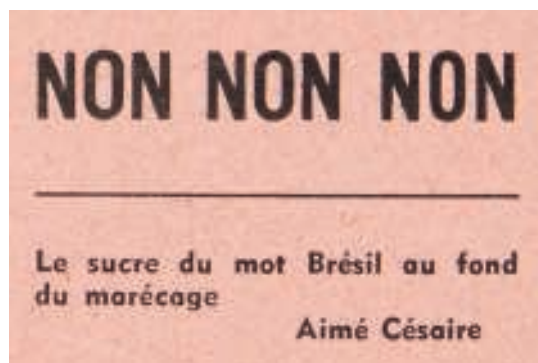 NON NON NON
Le sucre du mot Brésil au fond
du marécage
Aimé Césaire